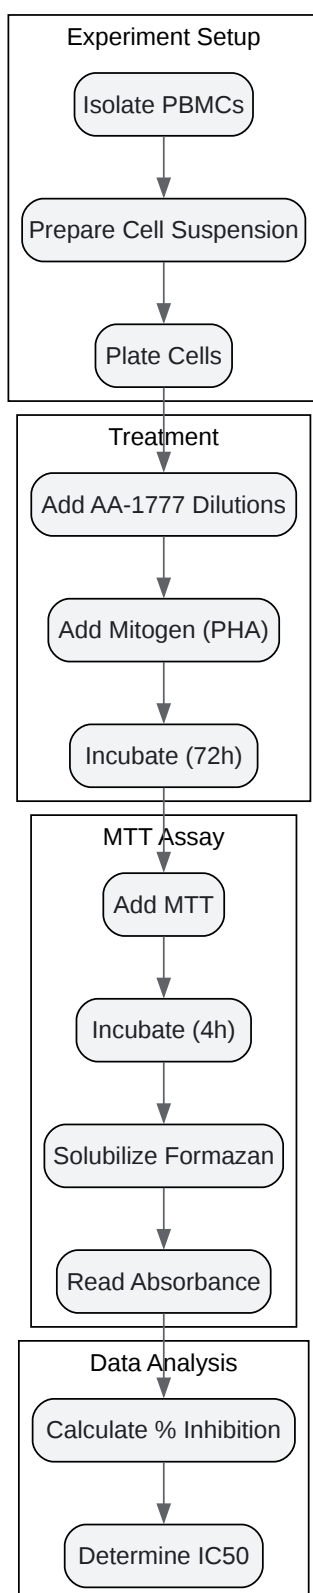 Experiment Setup
Isolate PBMCs
Prepare Cell Suspension
Plate Cells
Treatment
Add AA-1777 Dilutions
Add Mitogen (PHA)
Incubate (72h)
MTT Assay
Add MTT
Incubate (4h)
Solubilize Formazan
Read Absorbance
Data Analysis
Calculate % Inhibition
Determine IC50